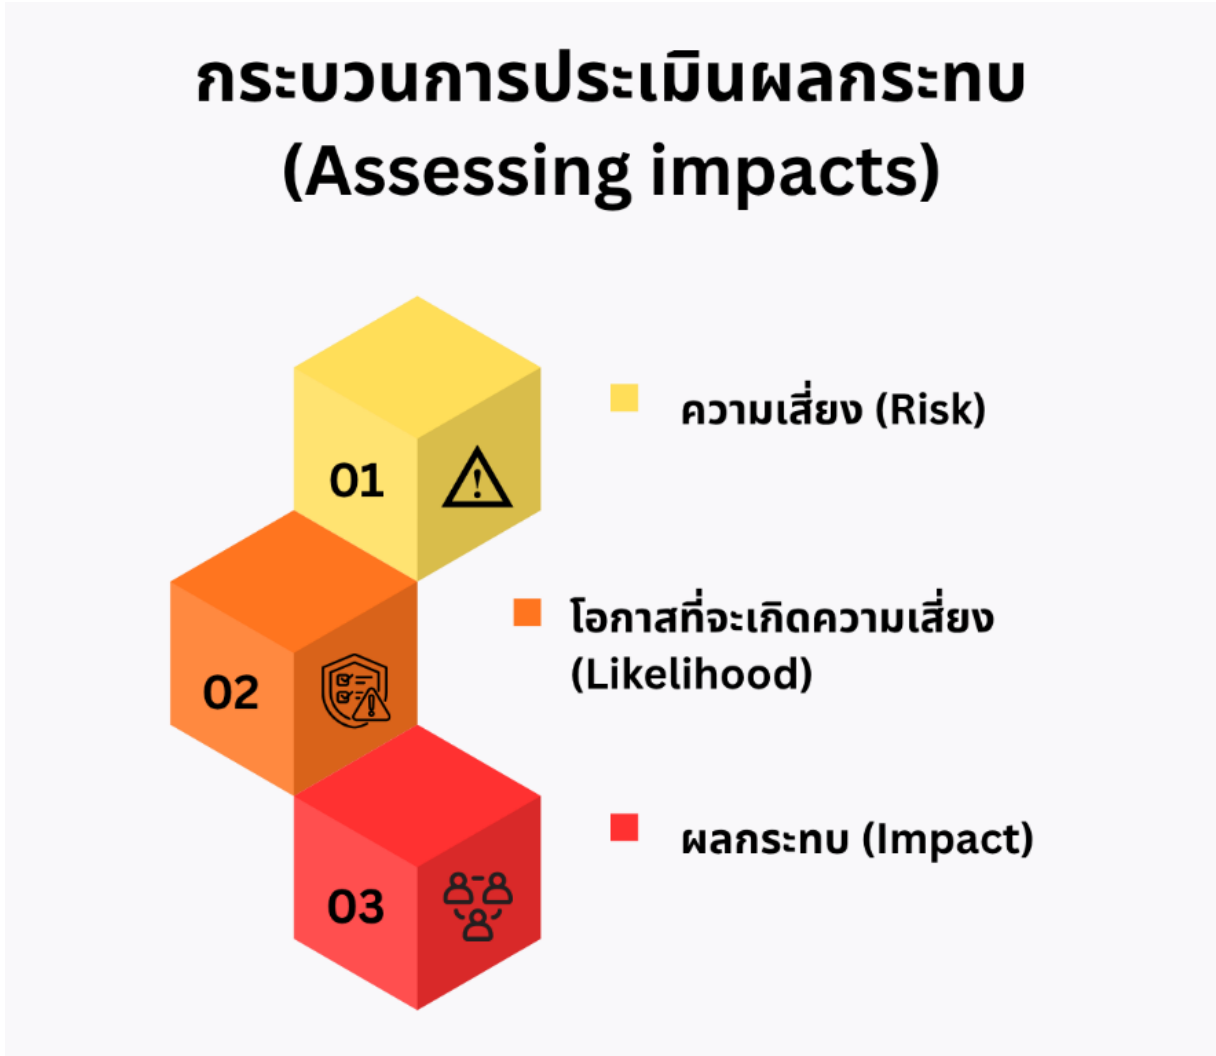 กระบวนการประเมินผลกระทบ
(Assessing impacts)
01
ความเสี่ยง (Risk)
02
โอกาสที่จะเกิดความเสี่ยง
(Likelihood)
03
ผลกระทบ (Impact)